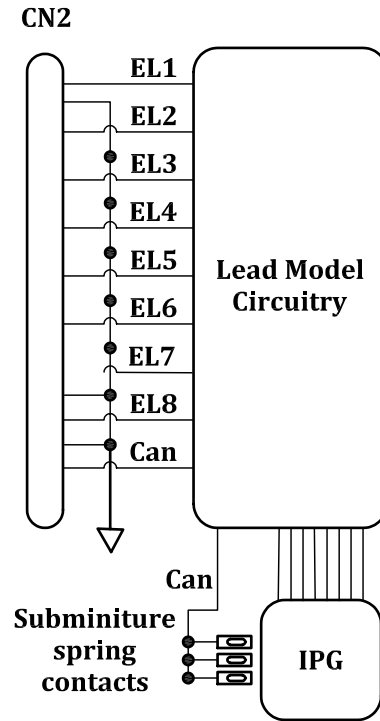 CN2
EL1
EL2
EL3
EL4
EL5
EL6
EL7
EL8
Can
Lead Model
Circuitry
Can
Subminiture
spring
contacts
IPG